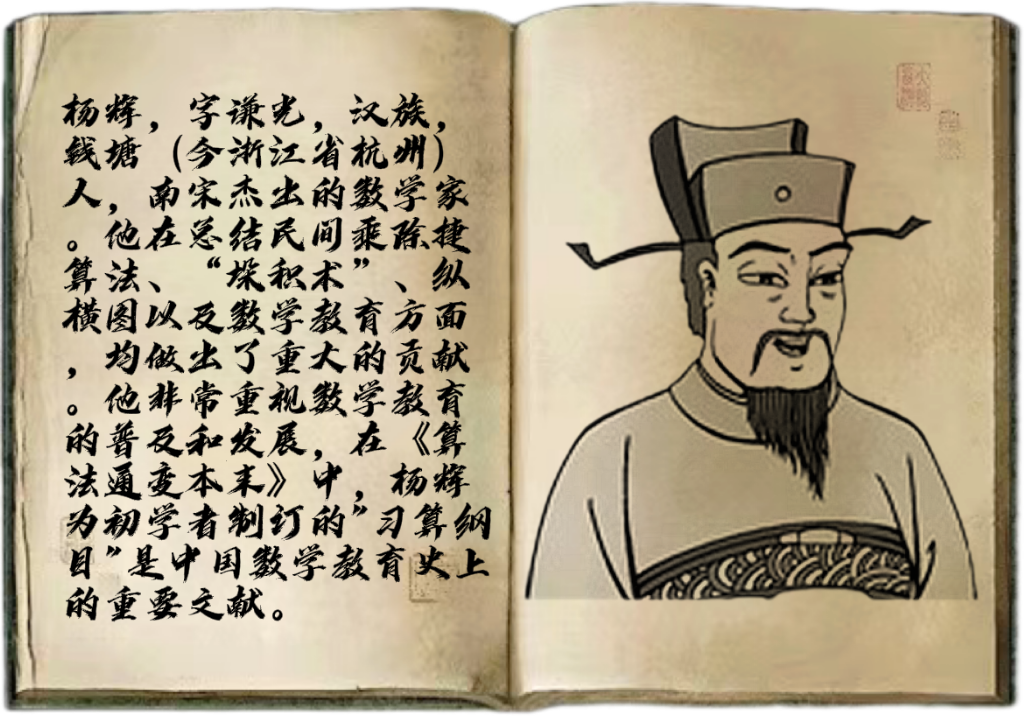 杨辉，字谦光，汉族，
钱塘（今浙江省杭州）
人，南宋杰出的数学家
。他在总结民间乘除捷
算法、“垛积术”、纵
横图以及数学教育方面
，均做出了重大的贡献
。他非常重视数学教育
的普及和发展，在《算
法通变本末》中，杨辉
为初学者制订的”习算纲
目”是中国数学教育史上
的重要文献。